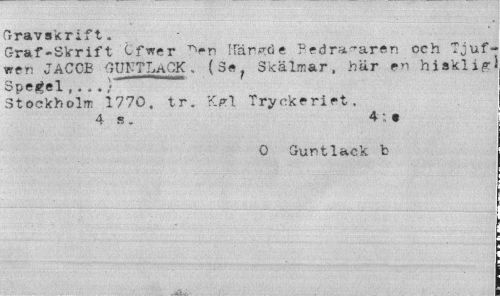 Gravskrift.
Graf-Skrift Öfwer Den Hängde Bedragaren och Tjuf-
wen JACOB GUNTLACK. (Se, Skälmar, här en hisklig
Spegel,...)
Stockholm 1770. tr. Kgl Tryckeriet.
4 s. 4:o
O Guntlack b